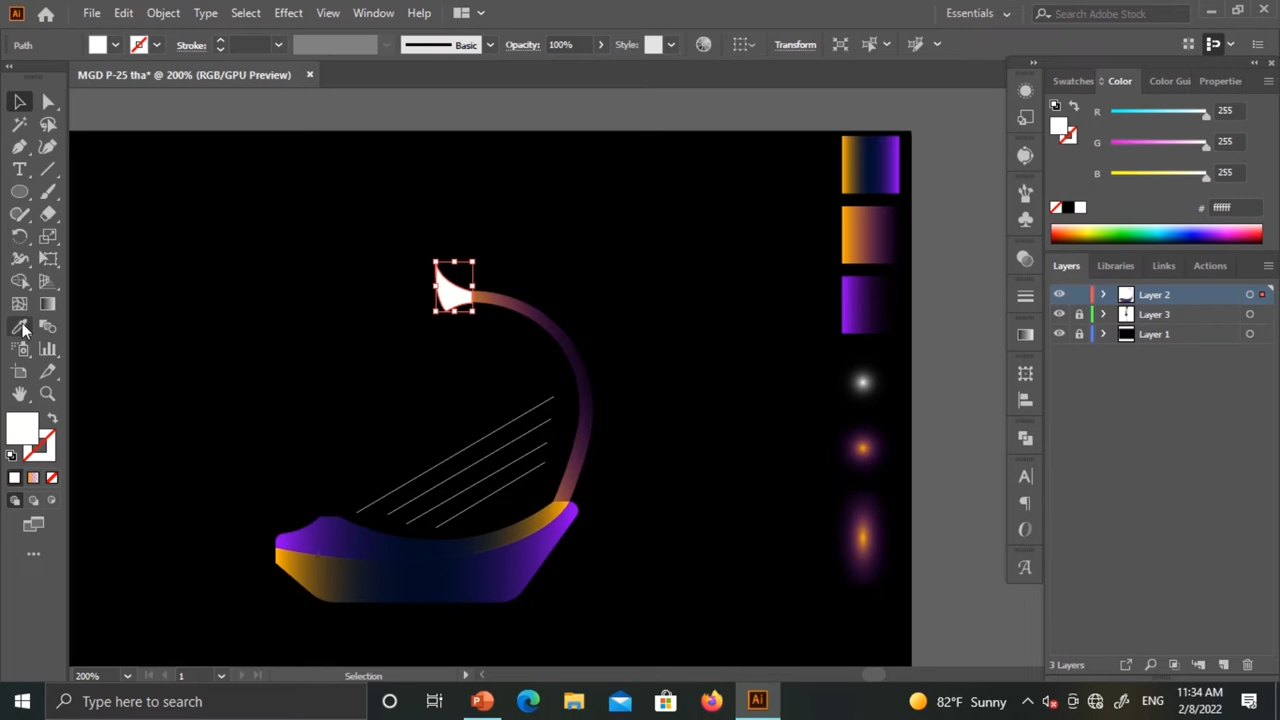 Ai File Edit Object Type Select Effect View Window Help Essentials Search Adobe Stock
Path Stroke: Basic Opacity: 100% Style: Transform
MGD P-25 tha* @ 200% (RGB/GPU Preview) ×
Swatches Color Color Gui Propertie
R 255
G 255
B 255
# ffffff
Layers Libraries Links Actions
Layer 2
Layer 3
Layer 1
200% 1 Selection
3 Layers
Type here to search
Ai
82°F Sunny
ENG
11:34 AM
2/8/2022